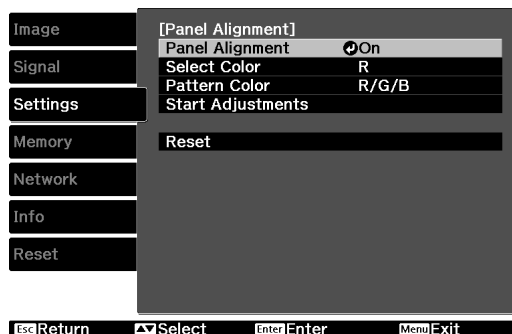 Image
Signal
Settings
Memory
Network
Info
Reset
[Panel Alignment]
Panel Alignment On
Select Color R
Pattern Color R/G/B
Start Adjustments
Reset
Esc Return Select Enter Enter Menu Exit